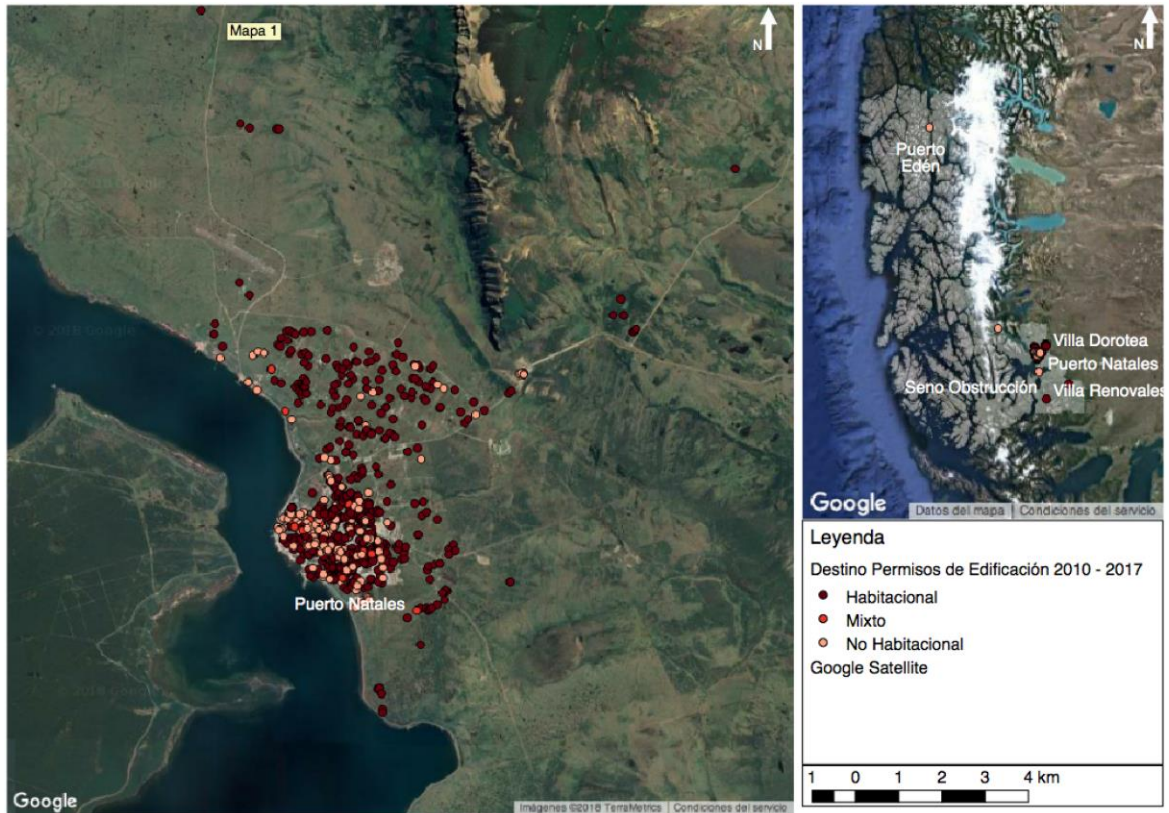 Mapa 1
N
© 2018 Google
Puerto Natales
© 2018 Google
Google
Imágenes ©2018 TerraMetrics
Condiciones del servicio
N
Puerto
Edén
Villa Dorotea
Puerto Natales
Seno Obstrucción
Villa Renovales
Google
Datos del mapa
Condiciones del servicio
Leyenda
Destino Permisos de Edificación 2010 - 2017
Habitacional
Mixto
No Habitacional
Google Satellite
1 0 1 2 3 4 km